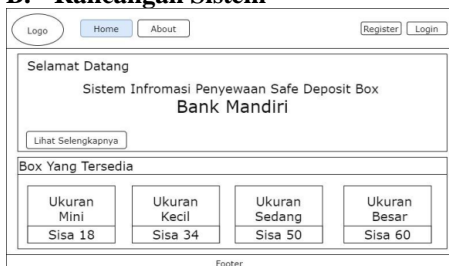 B. Rancangan Sistem
Logo Home About Register Login
Selamat Datang
Sistem Infromasi Penyewaan Safe Deposit Box
Bank Mandiri
Lihat Selengkapnya
Box Yang Tersedia
Ukuran Mini
Sisa 18
Ukuran Kecil
Sisa 34
Ukuran Sedang
Sisa 50
Ukuran Besar
Sisa 60
Footer